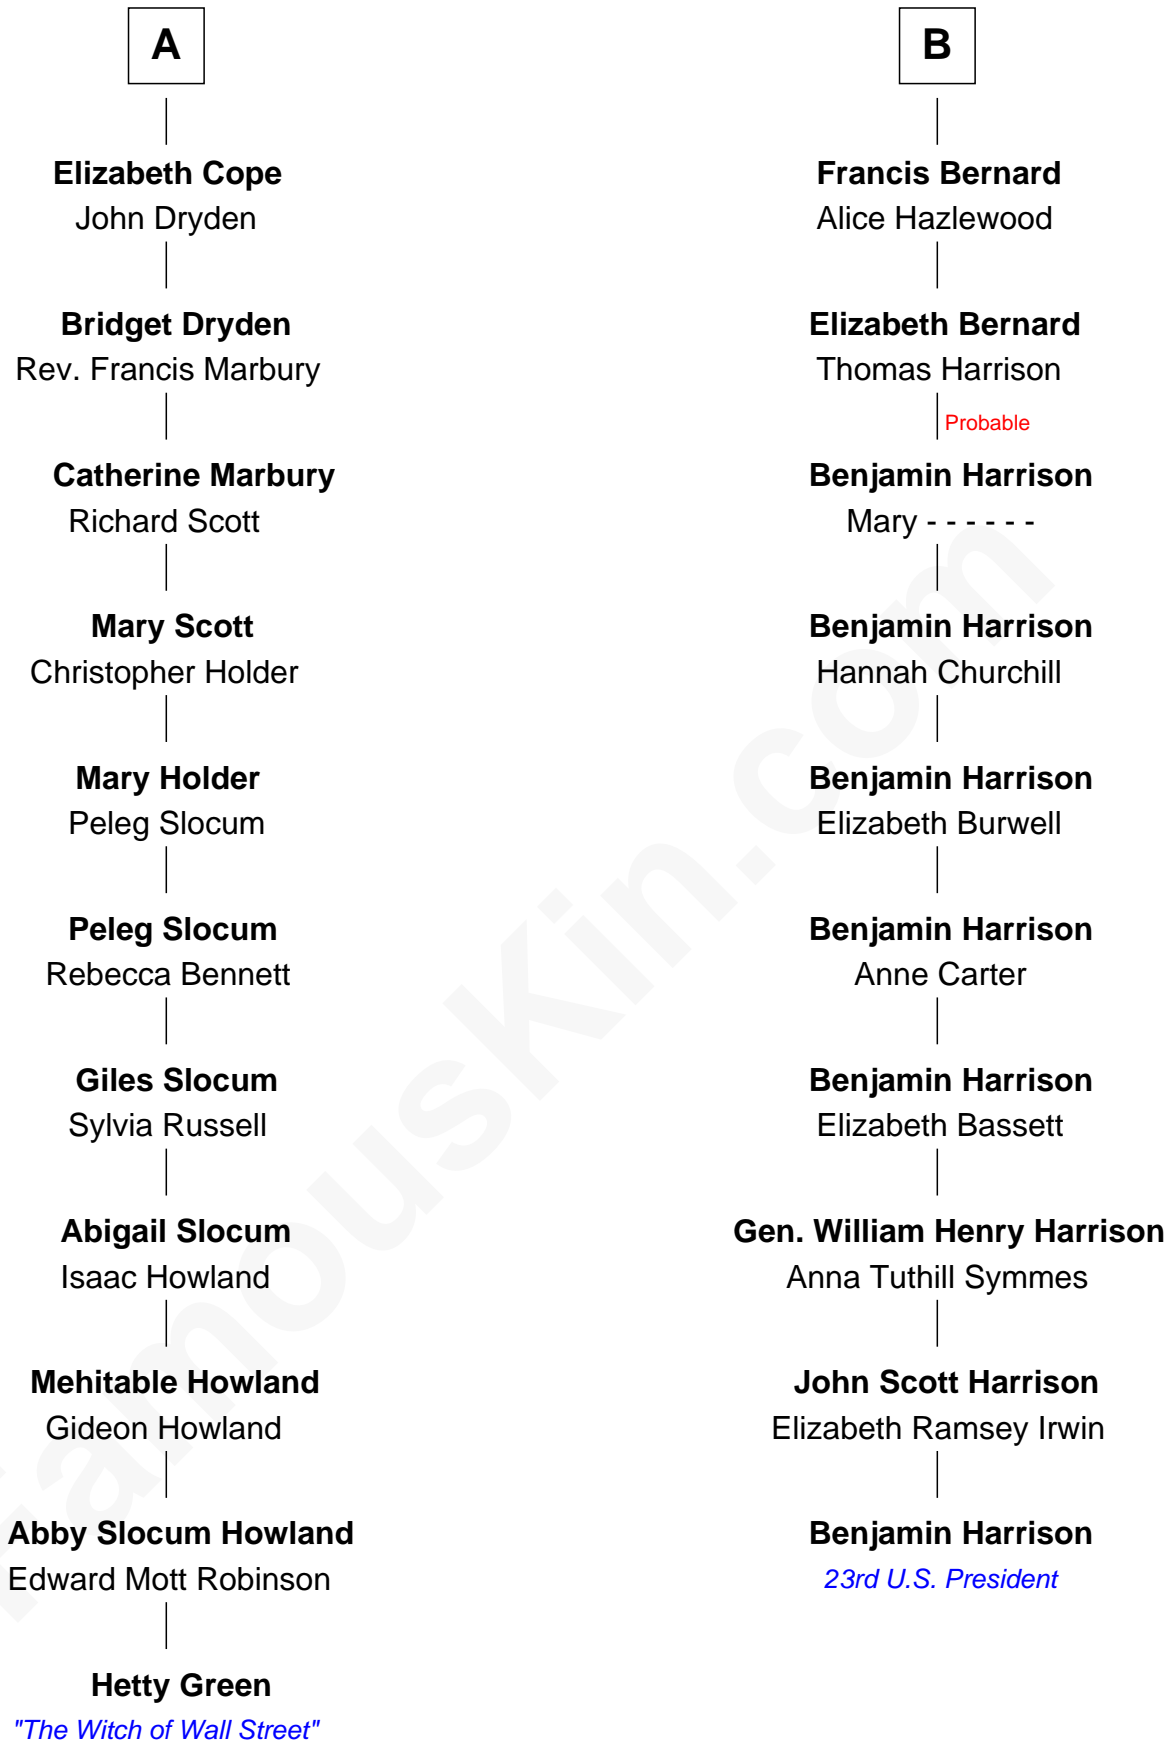 A
Elizabeth Cope
John Dryden
Bridget Dryden
Rev. Francis Marbury
Catherine Marbury
Richard Scott
Mary Scott
Christopher Holder
Mary Holder
Peleg Slocum
Peleg Slocum
Rebecca Bennett
Giles Slocum
Sylvia Russell
Abigail Slocum
Isaac Howland
Mehitable Howland
Gideon Howland
Abby Slocum Howland
Edward Mott Robinson
Hetty Green
"The Witch of Wall Street"
B
Francis Bernard
Alice Hazlewood
Elizabeth Bernard
Thomas Harrison
Probable
Benjamin Harrison
Mary - - - - - -
Benjamin Harrison
Hannah Churchill
Benjamin Harrison
Elizabeth Burwell
Benjamin Harrison
Anne Carter
Benjamin Harrison
Elizabeth Bassett
Gen. William Henry Harrison
Anna Tuthill Symmes
John Scott Harrison
Elizabeth Ramsey Irwin
Benjamin Harrison
23rd U.S. President
FamousKin.com